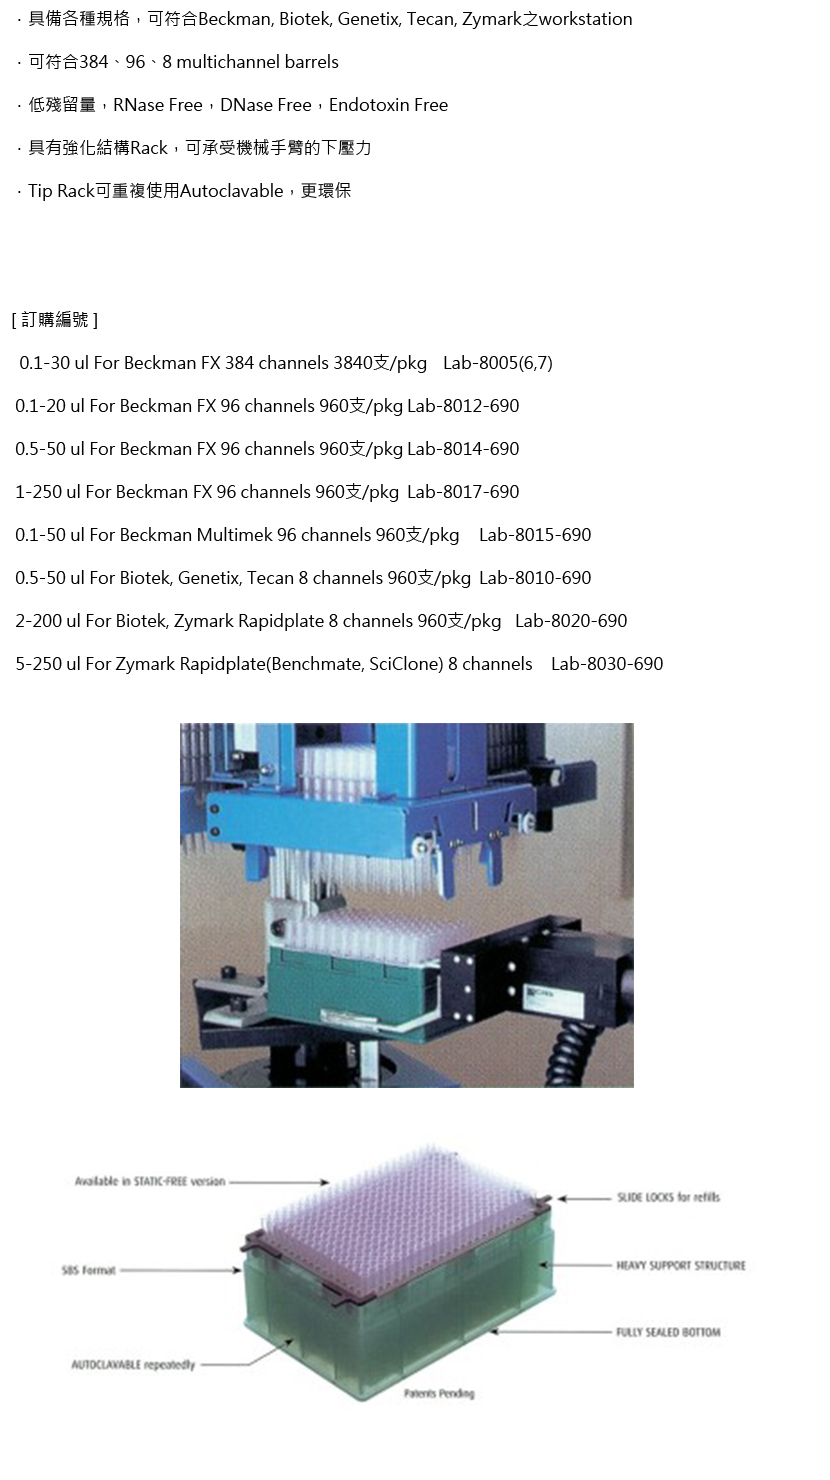 ．具備各種規格，可符合Beckman, Biotek, Genetix, Tecan, Zymark之workstation
．可符合384、96、8 multichannel barrels
．低殘留量，RNase Free，DNase Free，Endotoxin Free
．具有強化結構Rack，可承受機械手臂的下壓力
．Tip Rack可重複使用Autoclavable，更環保
[ 訂購編號 ]
0.1-30 ul For Beckman FX 384 channels 3840支/pkg Lab-8005(6,7)
0.1-20 ul For Beckman FX 96 channels 960支/pkg Lab-8012-690
0.5-50 ul For Beckman FX 96 channels 960支/pkg Lab-8014-690
1-250 ul For Beckman FX 96 channels 960支/pkg Lab-8017-690
0.1-50 ul For Beckman Multimek 96 channels 960支/pkg Lab-8015-690
0.5-50 ul For Biotek, Genetix, Tecan 8 channels 960支/pkg Lab-8010-690
2-200 ul For Biotek, Zymark Rapidplate 8 channels 960支/pkg Lab-8020-690
5-250 ul For Zymark Rapidplate(Benchmate, SciClone) 8 channels Lab-8030-690
Available in STATIC-FREE version
SLIDE LOCKS for refills
SBS Format
HEAVY SUPPORT STRUCTURE
FULLY SEALED BOTTOM
AUTOCLAVABLE repeatedly
Patents Pending